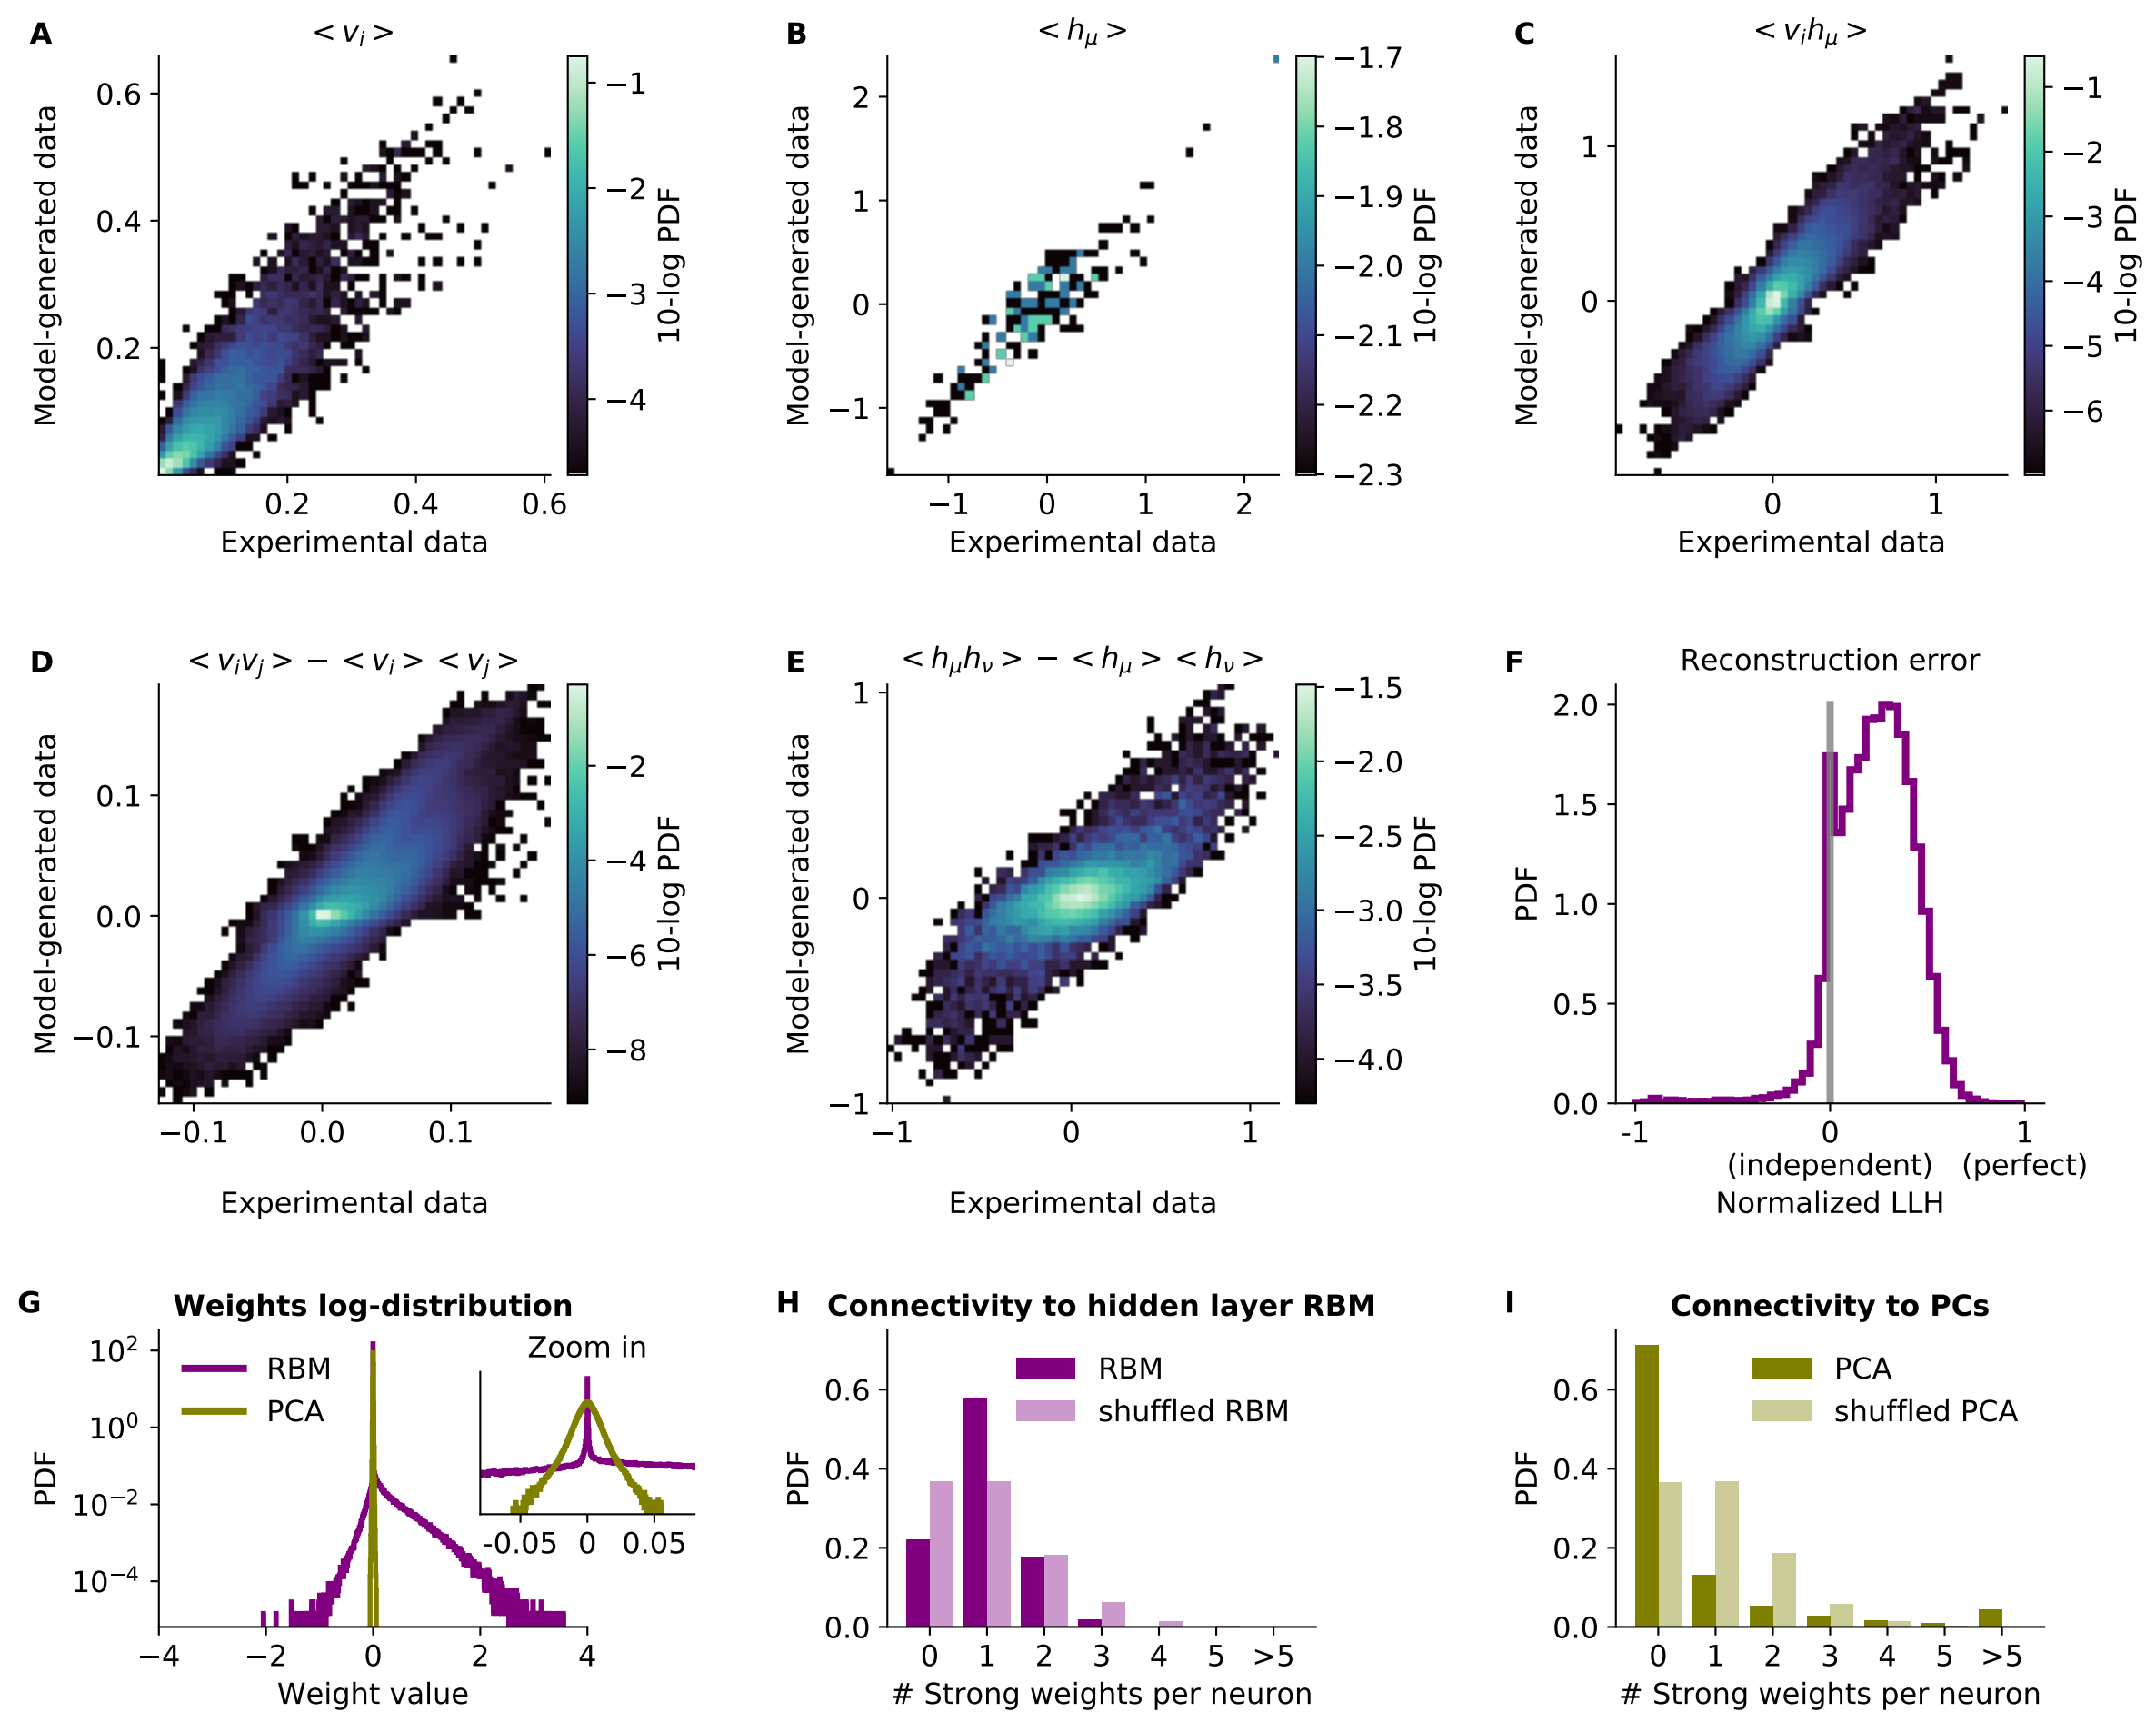 A
< v_i >
0.6
0.4
0.2
0.2 0.4 0.6
Model-generated data
Experimental data
−1
−2
−3
−4
10-log PDF
B
< h_μ >
2
1
0
−1
−1 0 1 2
Model-generated data
Experimental data
−1.7
−1.8
−1.9
−2.0
−2.1
−2.2
−2.3
10-log PDF
C
< v_i h_μ >
1
0
0 1
Model-generated data
Experimental data
−1
−2
−3
−4
−5
−6
10-log PDF
D
< v_i v_j > − < v_i > < v_j >
0.1
0.0
−0.1
−0.1 0.0 0.1
Model-generated data
Experimental data
−2
−4
−6
−8
10-log PDF
E
< h_μ h_ν > − < h_μ > < h_ν >
1
0
−1
−1 0 1
Model-generated data
Experimental data
−1.5
−2.0
−2.5
−3.0
−3.5
−4.0
10-log PDF
F
Reconstruction error
2.0
1.5
1.0
0.5
0.0
PDF
-1 0 1
(independent) (perfect)
Normalized LLH
G
Weights log-distribution
10^2
10^0
10^−2
10^−4
PDF
RBM
PCA
Zoom in
-0.05 0 0.05
−4 −2 0 2 4
Weight value
H
Connectivity to hidden layer RBM
RBM
shuffled RBM
0.6
0.4
0.2
0.0
PDF
0 1 2 3 4 5 >5
# Strong weights per neuron
I
Connectivity to PCs
PCA
shuffled PCA
0.6
0.4
0.2
0.0
PDF
0 1 2 3 4 5 >5
# Strong weights per neuron